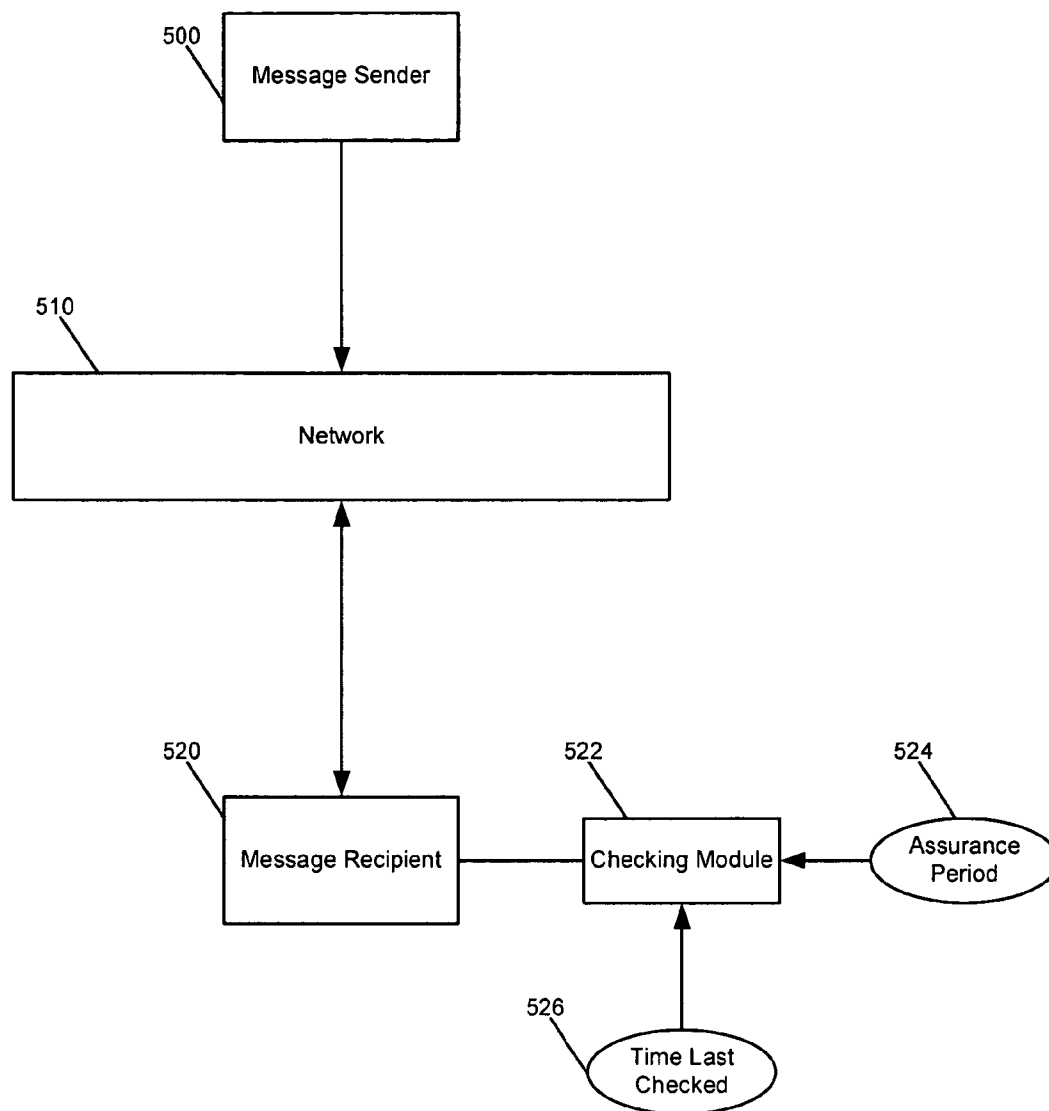 500
Message Sender
510
Network
520
522
524
Message Recipient
Checking Module
Assurance
Period
526
Time Last
Checked